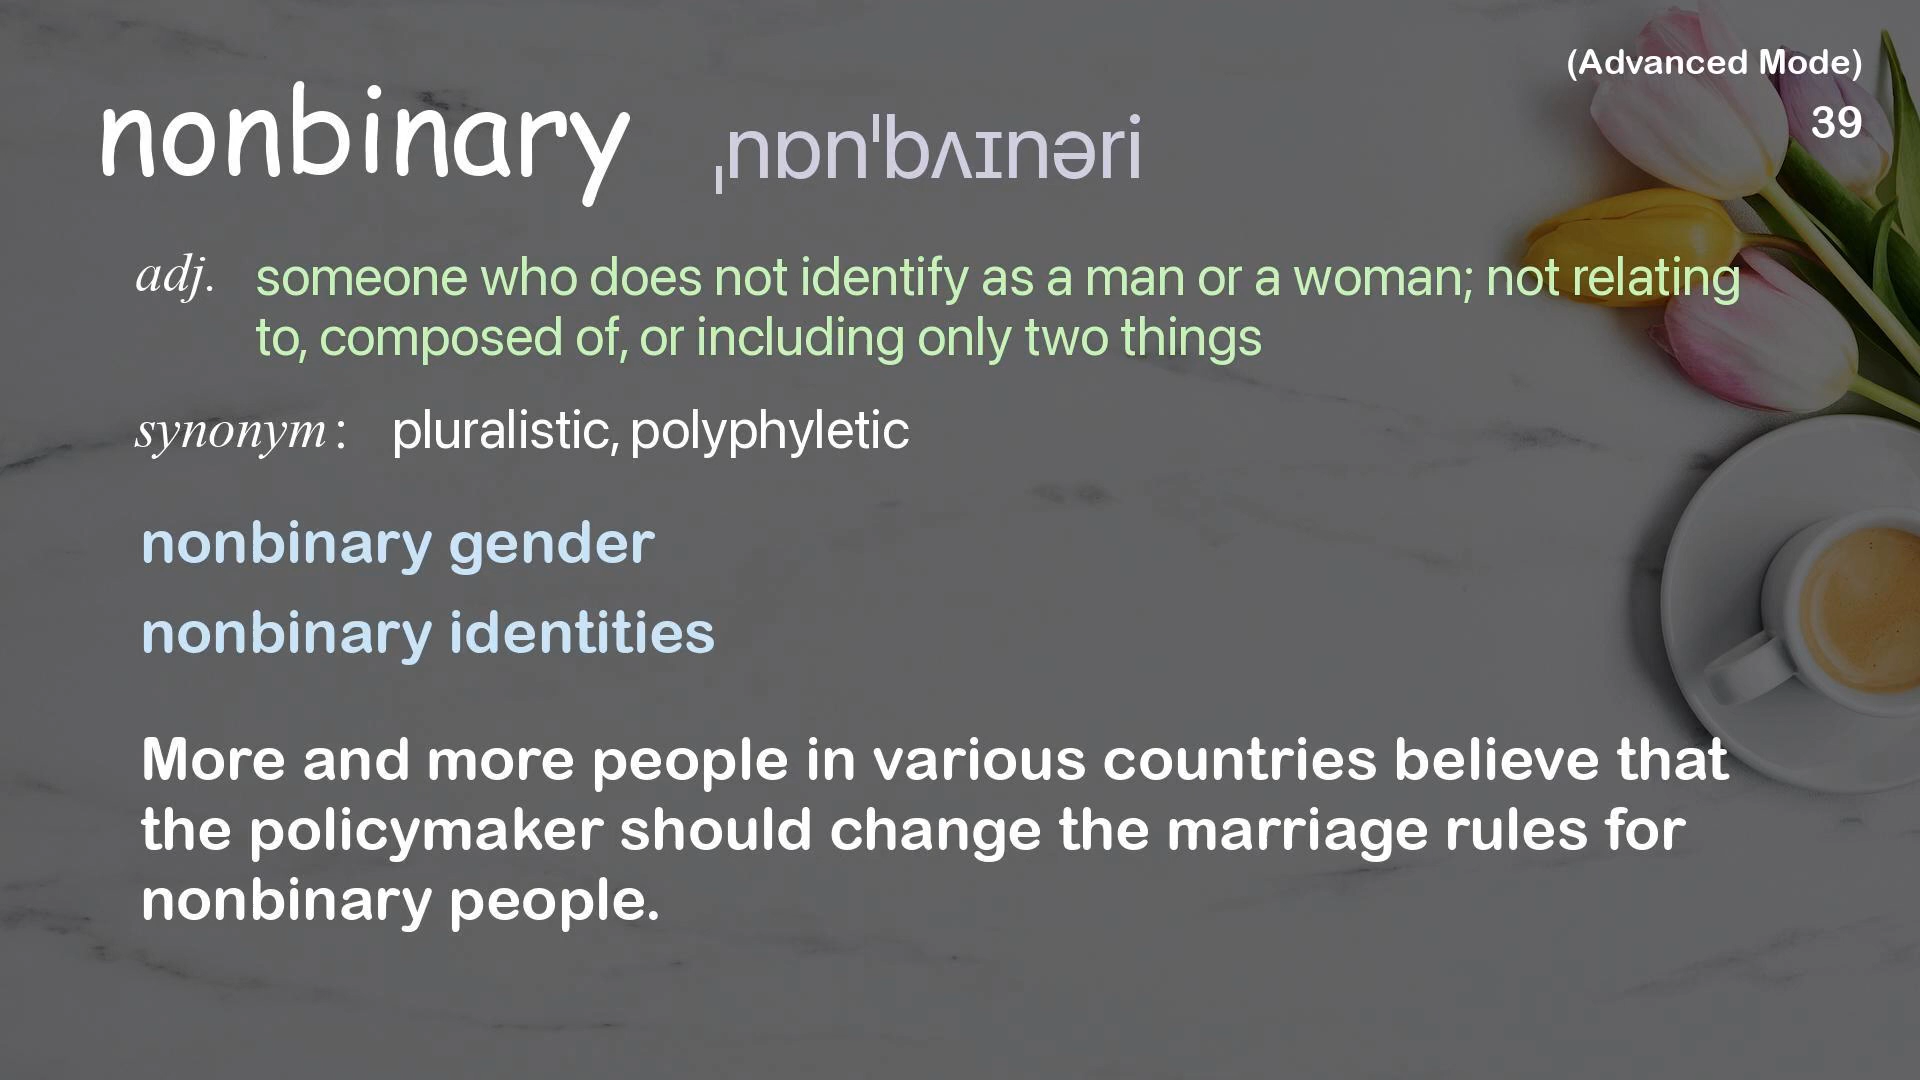 (Advanced Mode)
39
nonbinary ˌnɒnˈbʌɪnəri
adj. someone who does not identify as a man or a woman; not relating
to, composed of, or including only two things
synonym: pluralistic, polyphyletic
nonbinary gender
nonbinary identities
More and more people in various countries believe that
the policymaker should change the marriage rules for
nonbinary people.